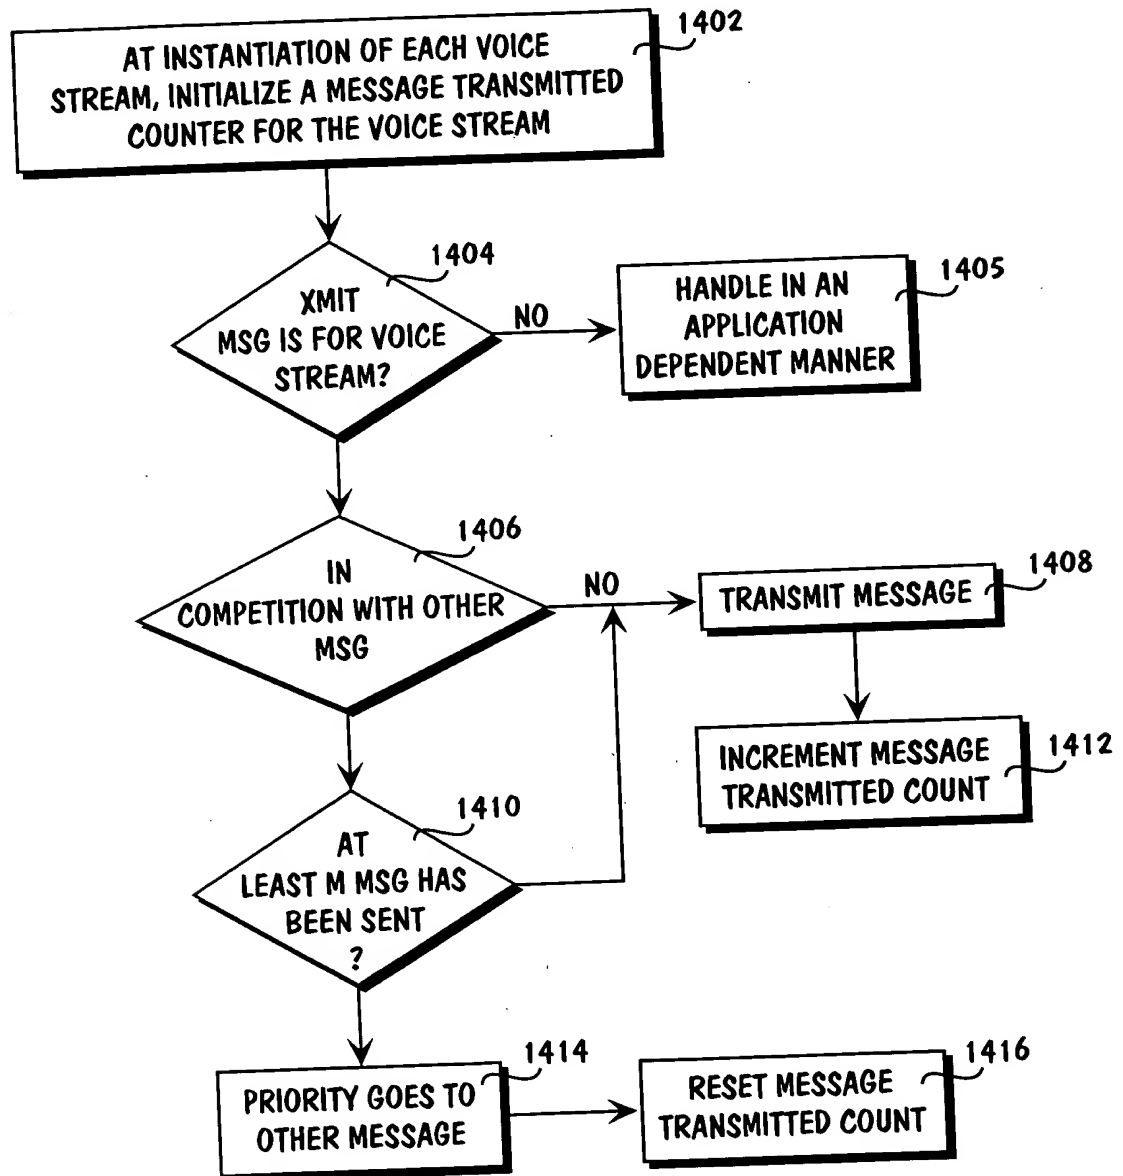 1402
AT INSTANTIATION OF EACH VOICE
STREAM, INITIALIZE A MESSAGE TRANSMITTED
COUNTER FOR THE VOICE STREAM
1404
XMIT
MSG IS FOR VOICE
STREAM?
NO
1405
HANDLE IN AN
APPLICATION
DEPENDENT MANNER
1406
IN
COMPETITION WITH OTHER
MSG
NO
1408
TRANSMIT MESSAGE
1412
INCREMENT MESSAGE
TRANSMITTED COUNT
1410
AT
LEAST M MSG HAS
BEEN SENT
?
1414
PRIORITY GOES TO
OTHER MESSAGE
1416
RESET MESSAGE
TRANSMITTED COUNT